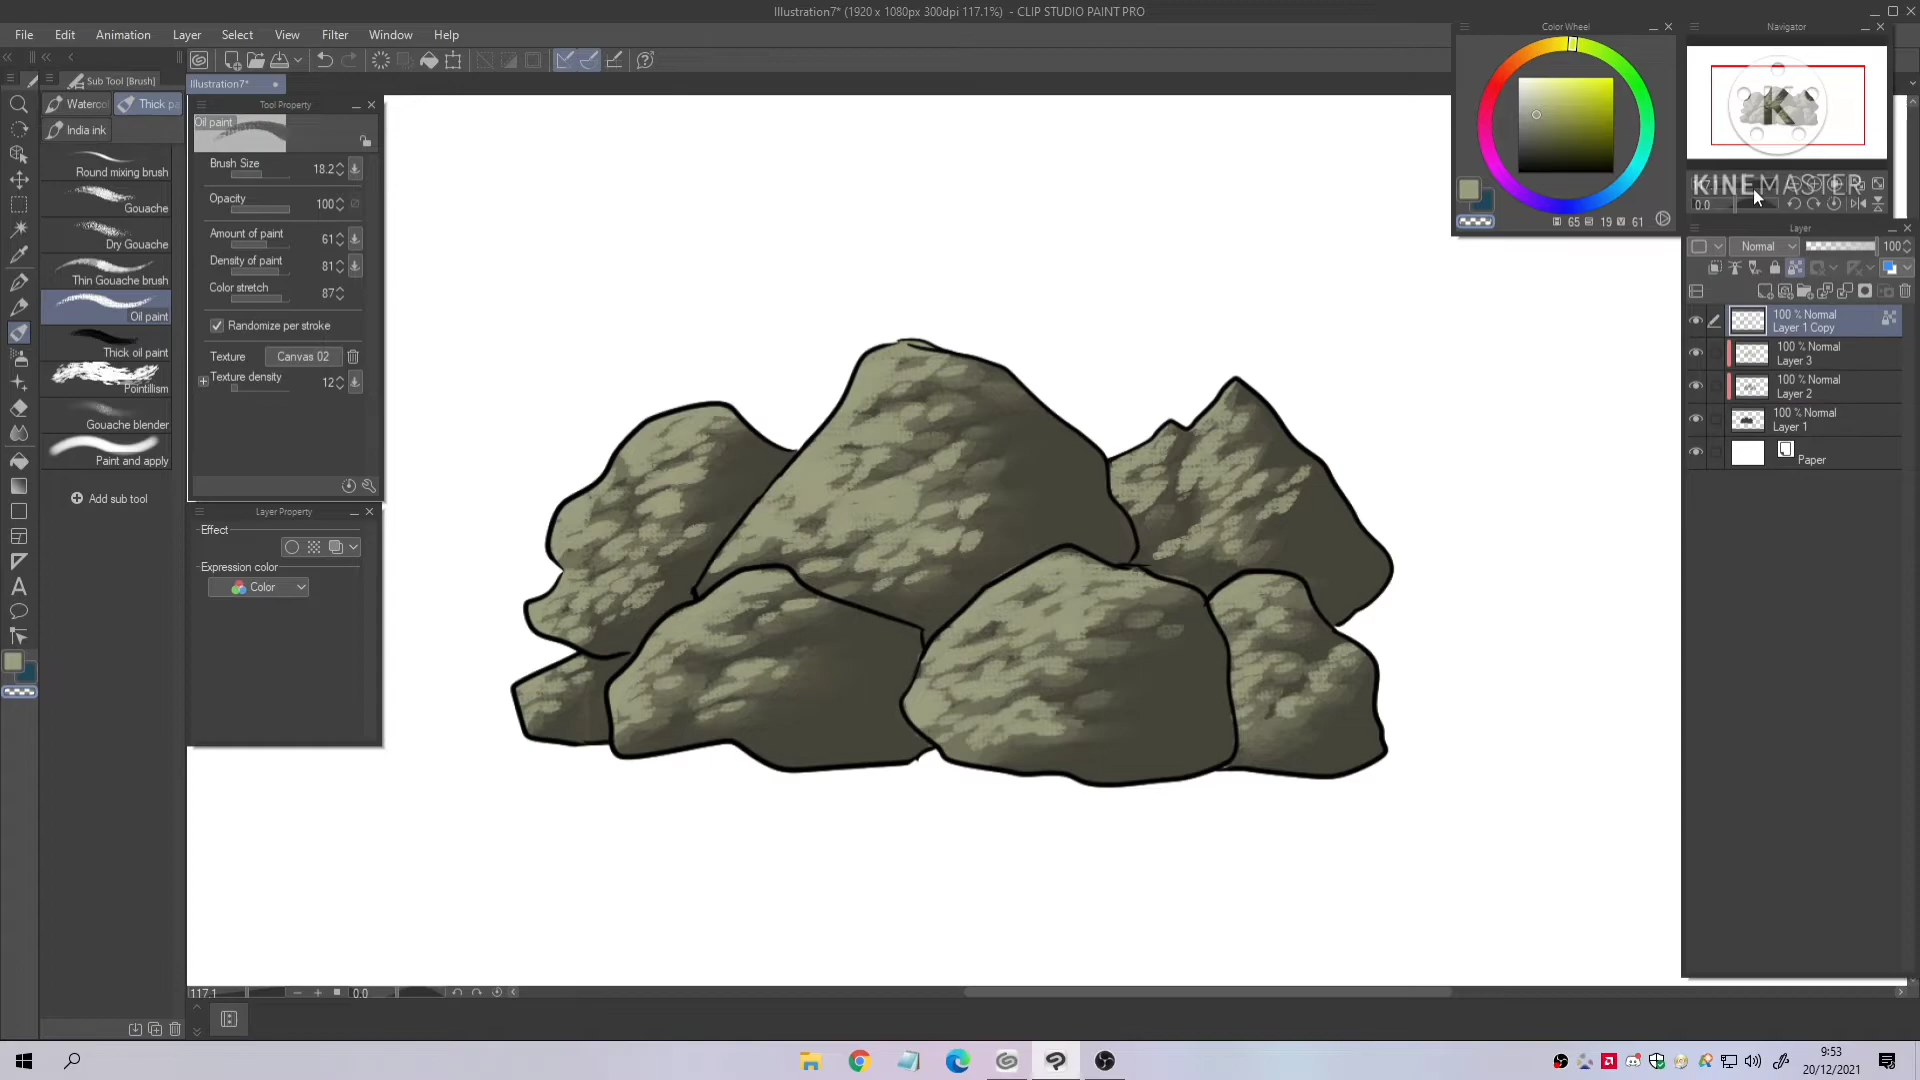 Illustration7* (1920 x 1080px 300dpi 117.1%) - CLIP STUDIO PAINT PRO
File Edit Animation Layer Select View Filter Window Help
Sub Tool [Brush]
Illustration7*
Waterco
Thick pa
India ink
Round mixing brush
Gouache
Dry Gouache
Thin Gouache brush
Oil paint
Thick oil paint
Pointillism
Gouache blender
Paint and apply
Add sub tool
Tool Property
Oil paint
Brush Size 18.2
Opacity 100
Amount of paint 61
Density of paint 81
Color stretch 87
Randomize per stroke
Texture Canvas 02
Texture density 12
Layer Property
Effect
Expression color
Color
117.1 0.0
Color Wheel
65 19 61
Navigator
K
KINEMASTER
0.0
Layer
Normal 100
100 % Normal
Layer 1 Copy
100 % Normal
Layer 3
100 % Normal
Layer 2
100 % Normal
Layer 1
Paper
9:53
20/12/2021